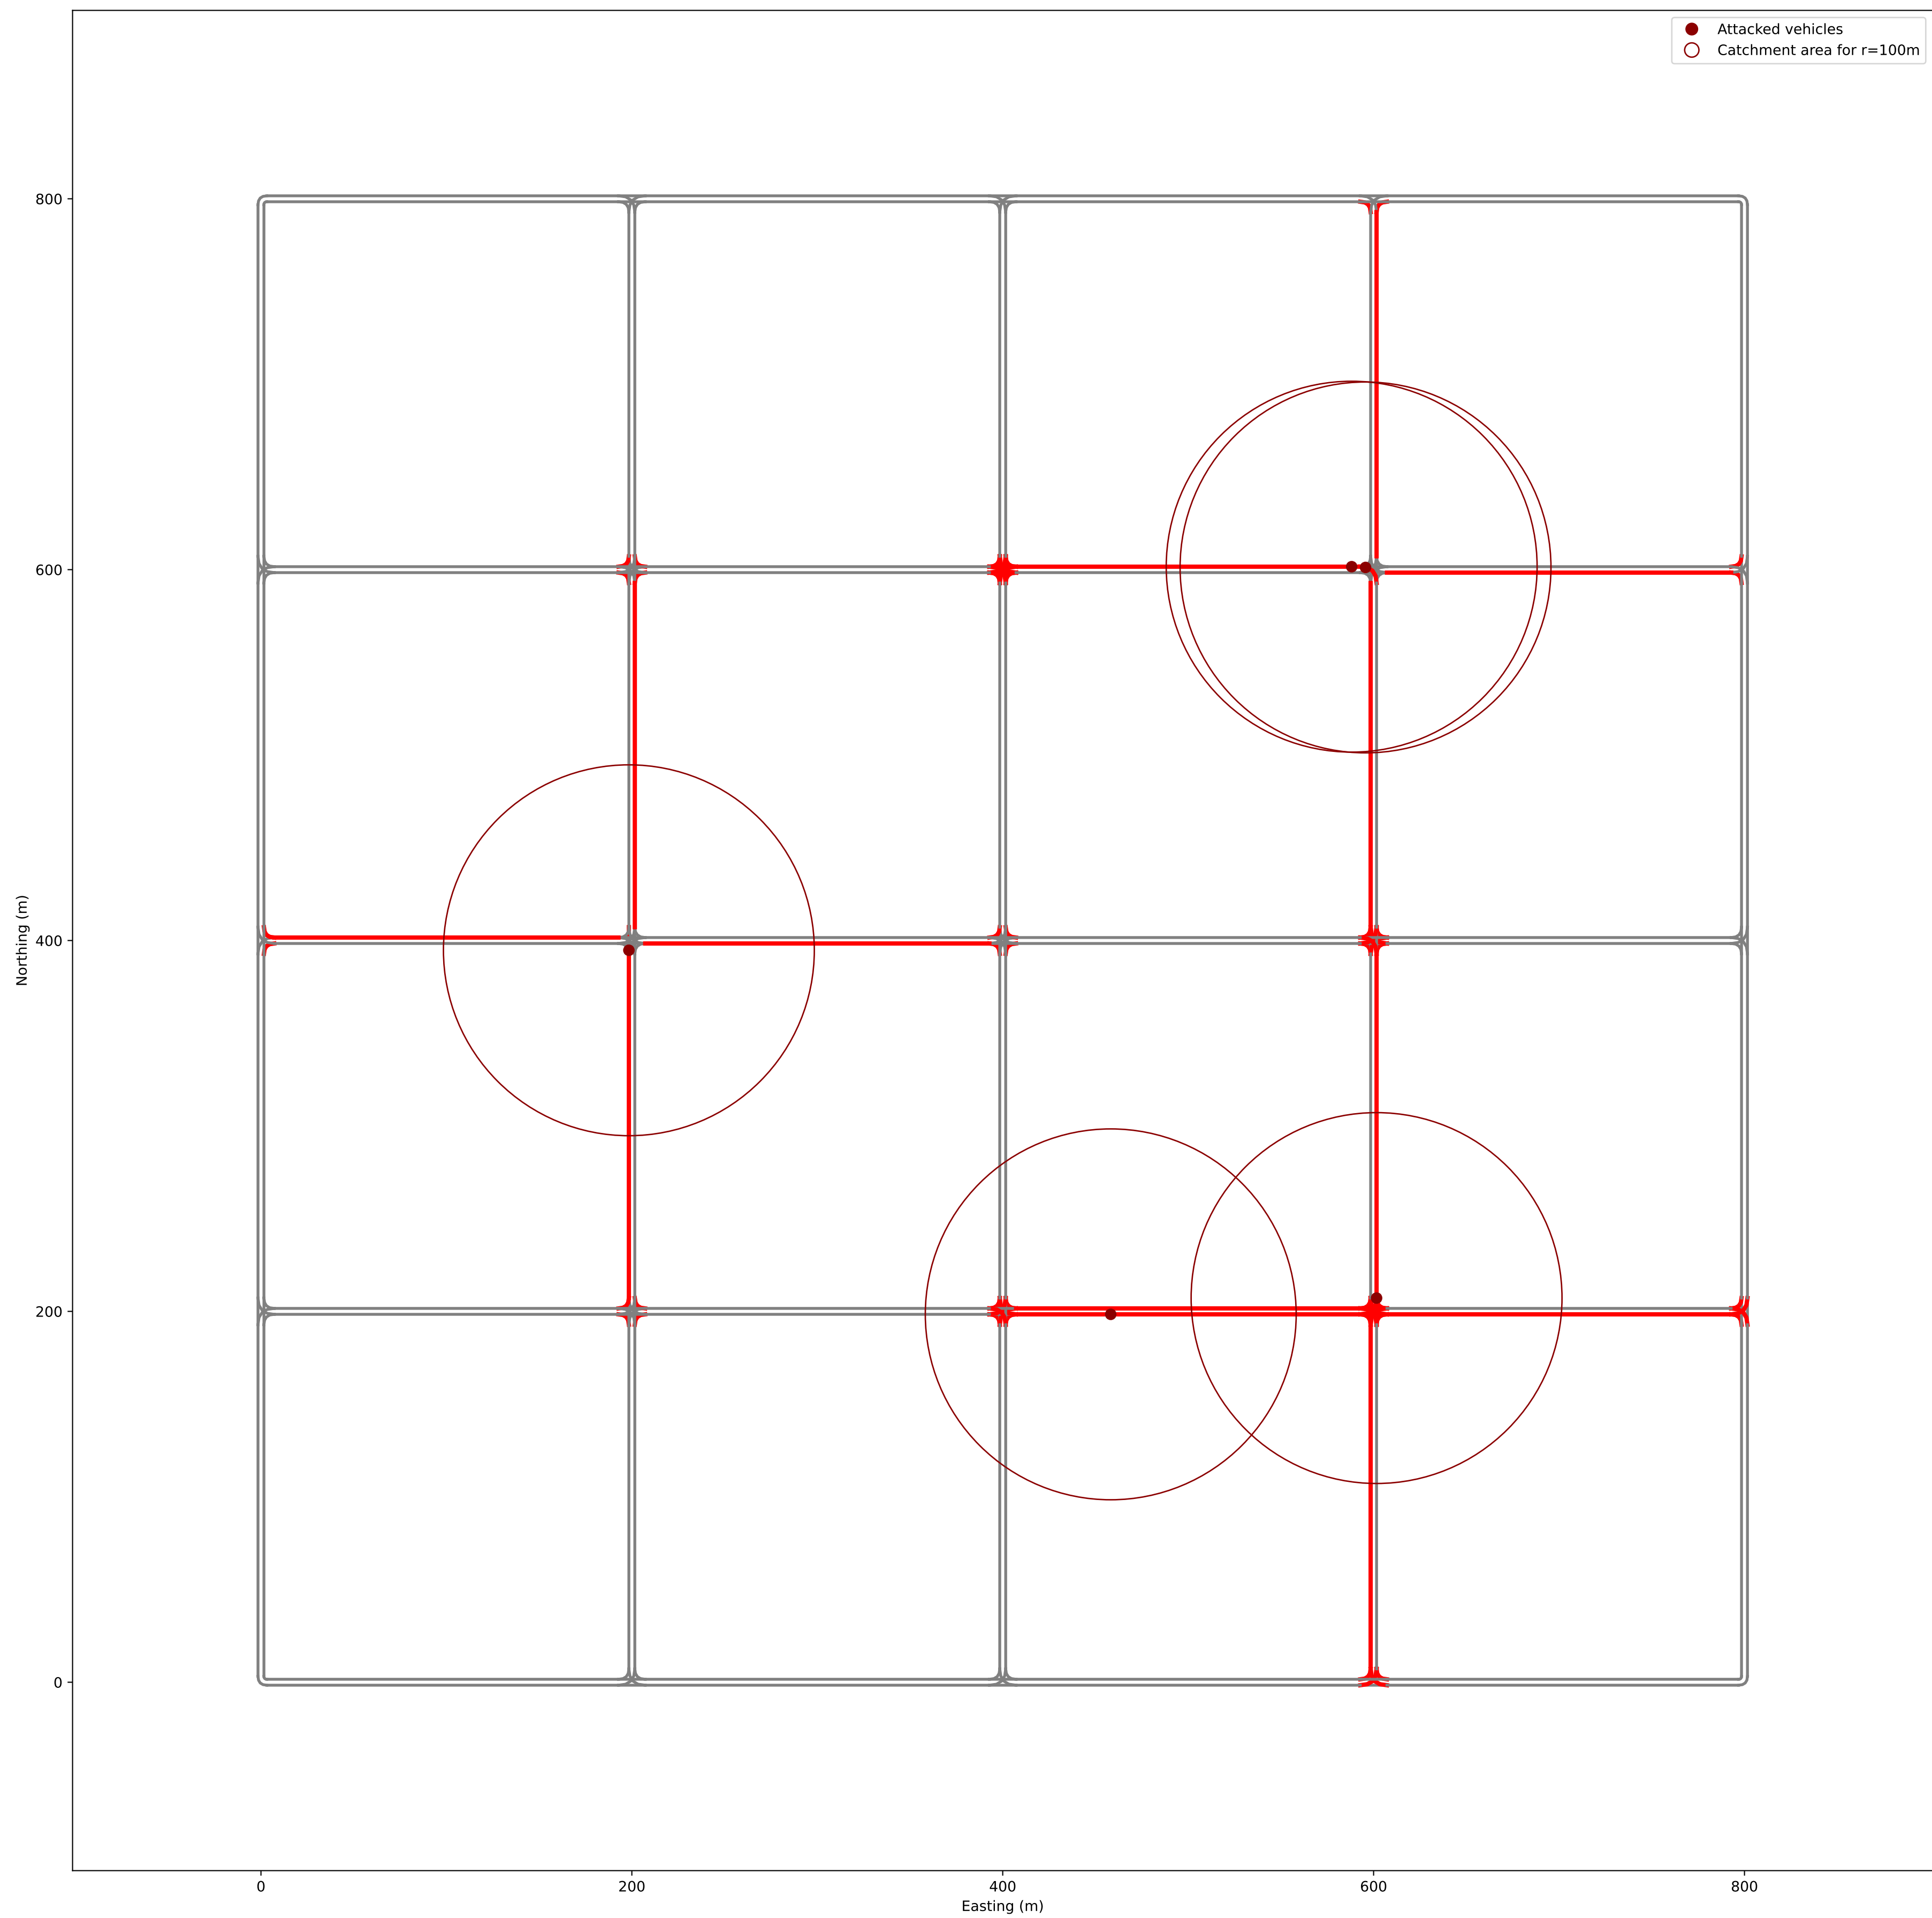 Attacked vehicles
Catchment area for r=100m
800
600
400
200
0
Northing (m)
0 200 400 600 800
Easting (m)